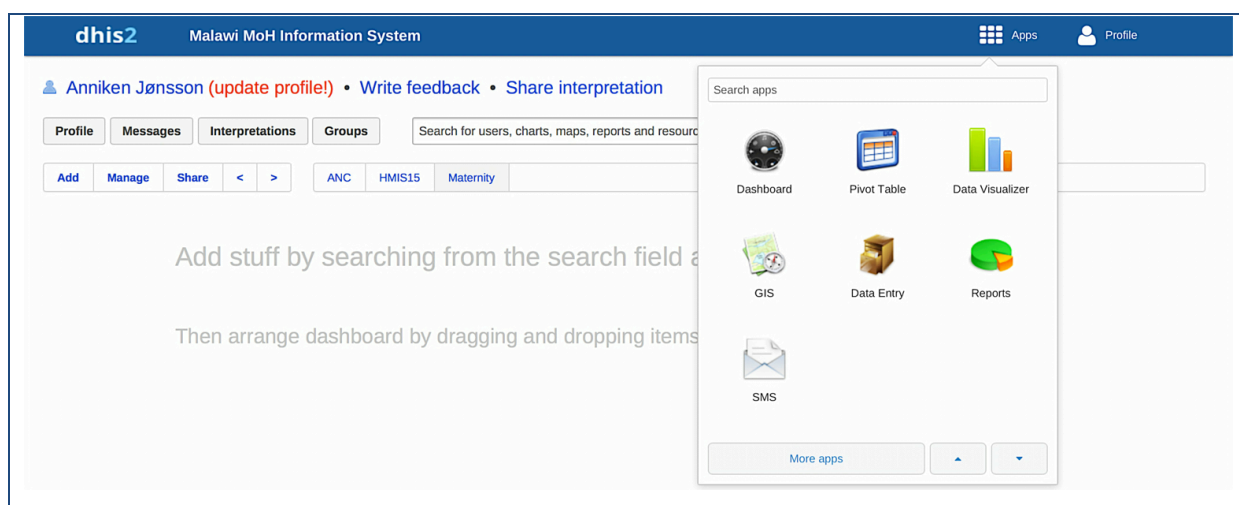 dhis2 Malawi MoH Information System Apps Profile
Anniken Jønsson (update profile!) • Write feedback • Share interpretation
Profile Messages Interpretations Groups Search for users, charts, maps, reports and resourc
Add Manage Share < > ANC HMIS15 Maternity
Add stuff by searching from the search field a
Then arrange dashboard by dragging and dropping items
Search apps
Dashboard Pivot Table Data Visualizer
GIS Data Entry Reports
SMS
More apps